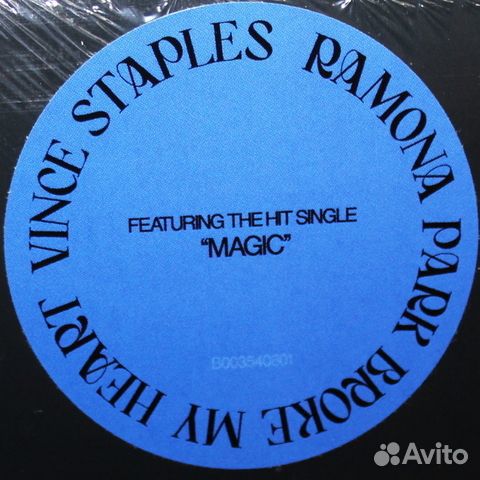 VINCE STAPLES RAMONA PARK BROKE MY HEART
FEATURING THE HIT SINGLE
"MAGIC"
B003540801
Avito